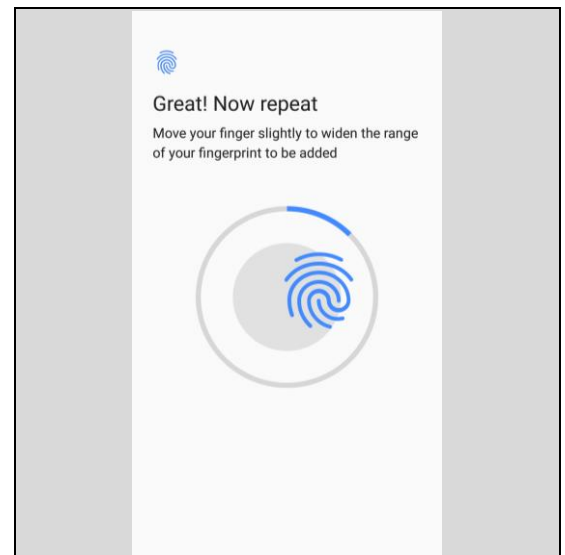 Great! Now repeat
Move your finger slightly to widen the range
of your fingerprint to be added